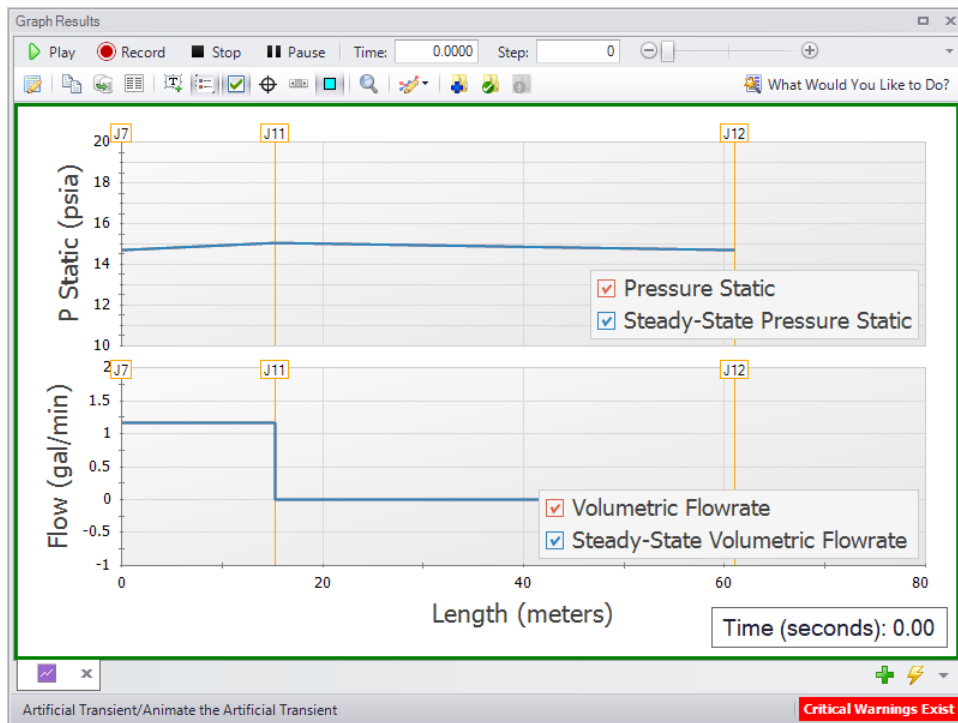 Graph Results
Play Record Stop Pause Time: 0.0000 Step: 0
What Would You Like to Do?
J7 J11 J12
20
18
16
14
12
10
P Static (psia)
Pressure Static
Steady-State Pressure Static
J7 J11 J12
2
1.5
1
0.5
0
-0.5
-1
Flow (gal/min)
Volumetric Flowrate
Steady-State Volumetric Flowrate
0 20 40 60 80
Length (meters)
Time (seconds): 0.00
Artificial Transient/Animate the Artificial Transient
Critical Warnings Exist